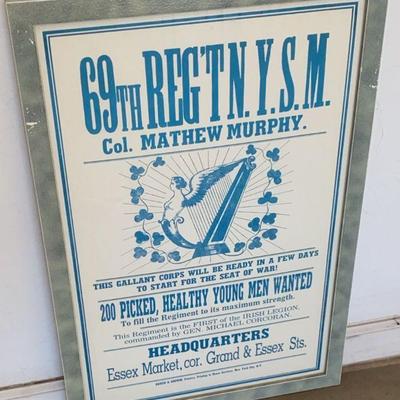 69TH REG'T N.Y.S.M.
Col. MATHEW MURPHY.
THIS GALLANT CORPS WILL BE READY IN A FEW DAYS
TO START FOR THE SEAT OF WAR!
200 PICKED, HEALTHY YOUNG MEN WANTED
To fill the Regiment to its maximum strength.
This Regiment is the FIRST of the IRISH LEGION,
commanded by GEN. MICHAEL CORCORAN.
HEADQUARTERS
Essex Market, cor. Grand & Essex Sts.